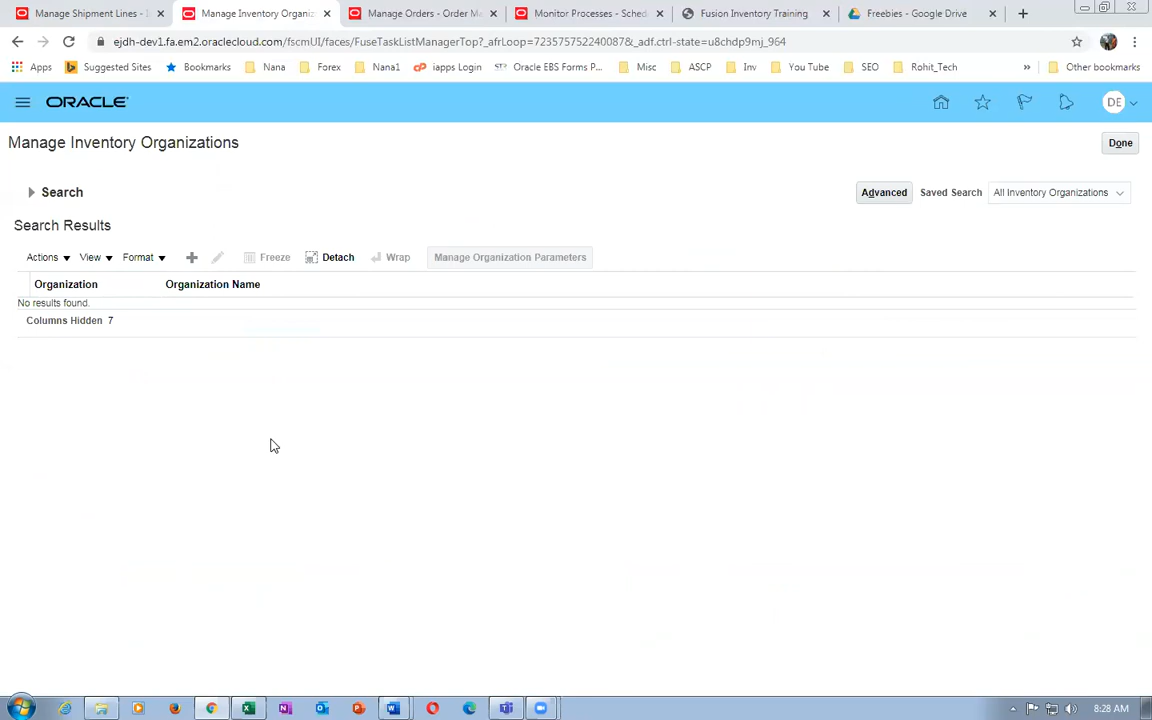 Manage Shipment Lines - I
Manage Inventory Organiz
Manage Orders - Order Ma
Monitor Processes - Sched
Fusion Inventory Training
Freebies - Google Drive
ejdh-dev1.fa.em2.oraclecloud.com/fscmUI/faces/FuseTaskListManagerTop?_afrLoop=723575752240087&_adf.ctrl-state=u8chdp9mj_964
Apps
Suggested Sites
Bookmarks
Nana
Forex
Nana1
iapps Login
Oracle EBS Forms P...
Misc
ASCP
Inv
You Tube
SEO
Rohit_Tech
»
Other bookmarks
ORACLE
DE
Manage Inventory Organizations
Done
Search
Advanced
Saved Search
All Inventory Organizations
Search Results
Actions
View
Format
Freeze
Detach
Wrap
Manage Organization Parameters
Organization
Organization Name
No results found.
Columns Hidden 7
8:28 AM